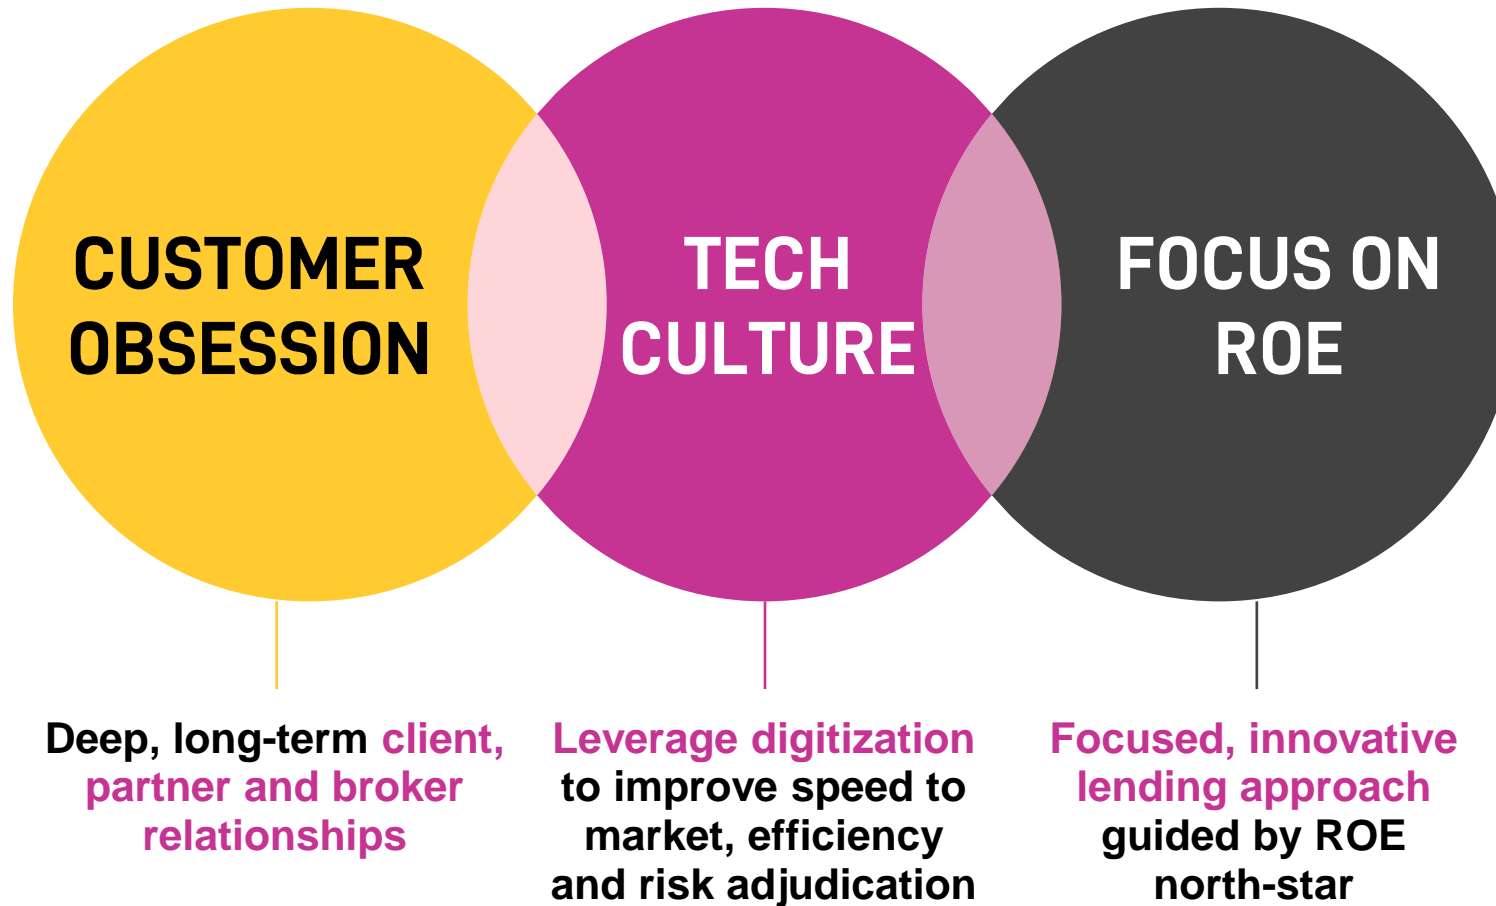 CUSTOMER
OBSESSION
TECH
CULTURE
FOCUS ON
ROE
Deep, long-term client,
partner and broker
relationships
Leverage digitization
to improve speed to
market, efficiency
and risk adjudication
Focused, innovative
lending approach
guided by ROE
north-star